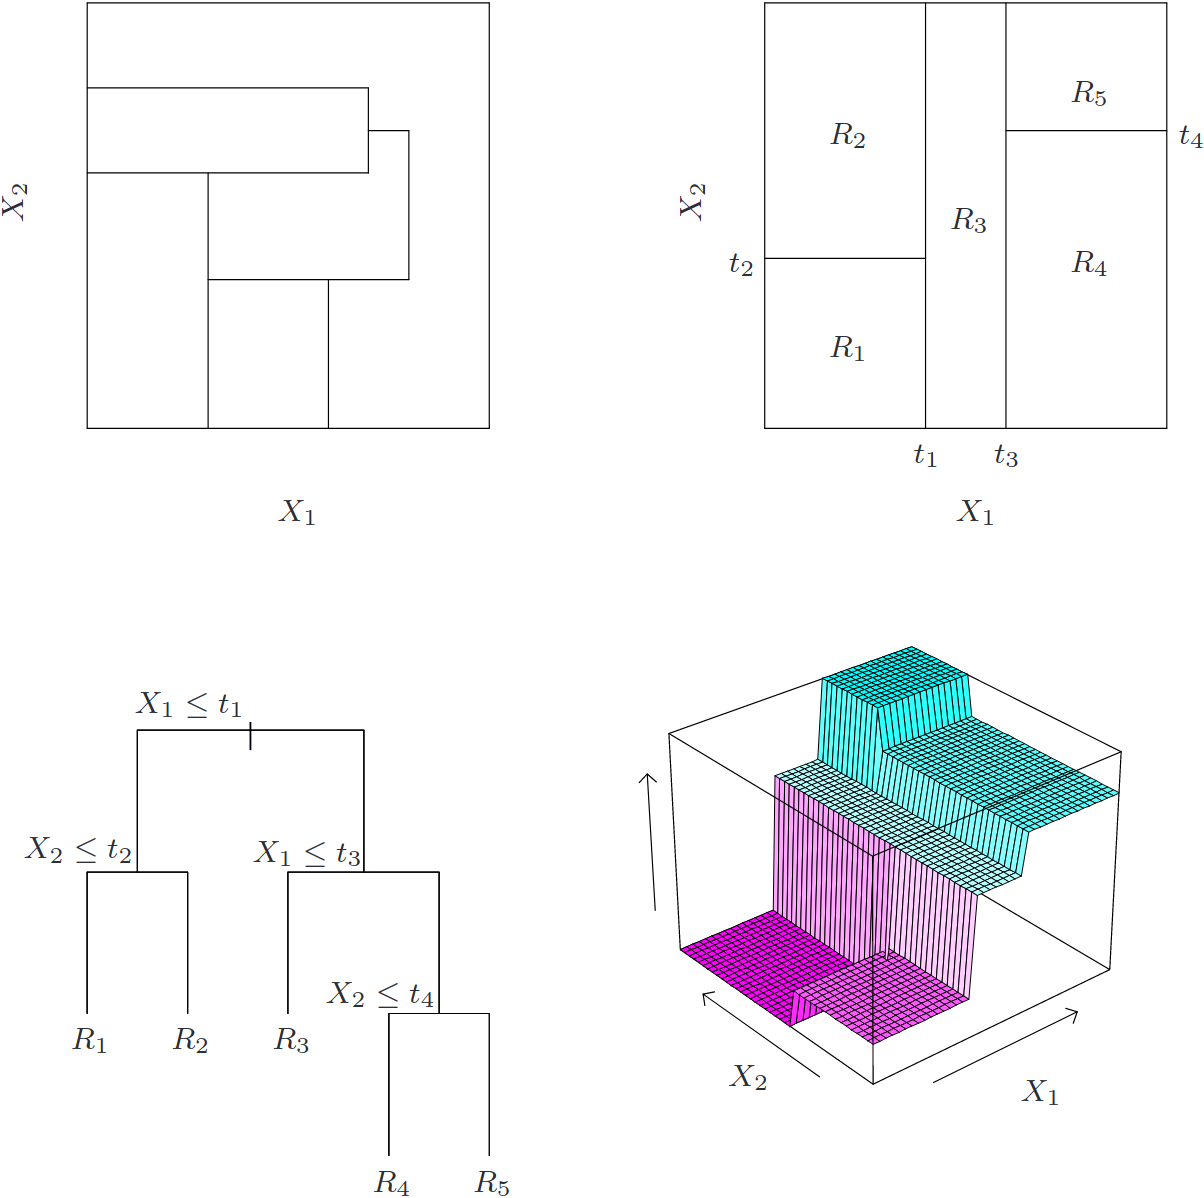 X₂
X₁
R₂
R₅
R₃
R₄
R₁
t₂
t₄
t₁
t₃
X₂
X₁
X₁ ≤ t₁
X₂ ≤ t₂
X₁ ≤ t₃
X₂ ≤ t₄
R₁
R₂
R₃
R₄
R₅
X₂
X₁